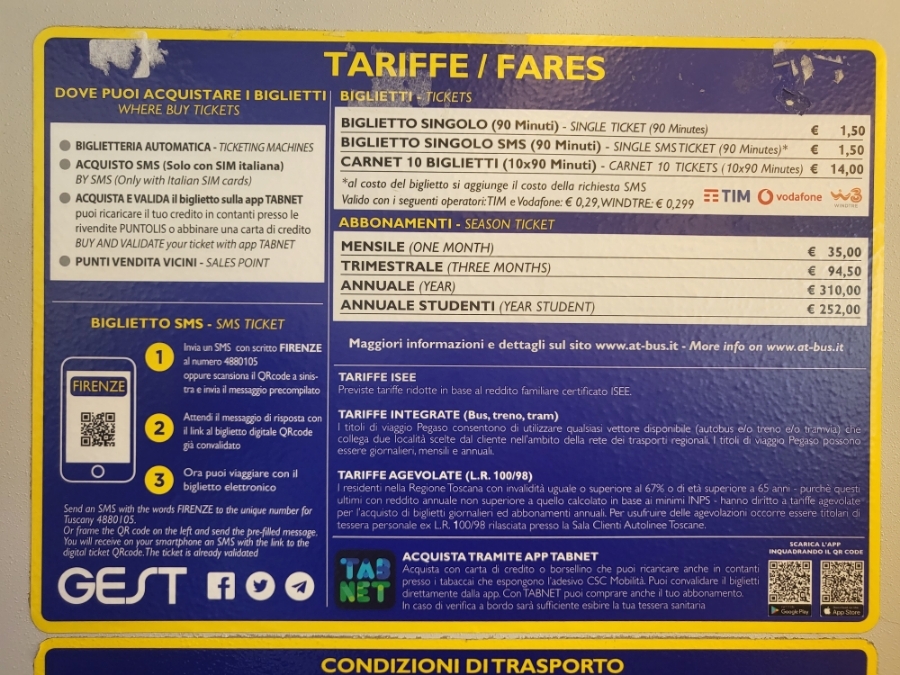 TARIFFE / FARES
DOVE PUOI ACQUISTARE I BIGLIETTI
WHERE BUY TICKETS
BIGLIETTERIA AUTOMATICA - TICKETING MACHINES
ACQUISTO SMS (Solo con SIM italiana)
BY SMS (Only with Italian SIM cards)
ACQUISTA E VALIDA il biglietto sulla app TABNET
puoi ricaricare il tuo credito in contanti presso le
rivendite PUNTOLIS o abbinare una carta di credito
BUY AND VALIDATE your ticket with app TABNET
PUNTI VENDITA VICINI - SALES POINT
BIGLIETTO SMS - SMS TICKET
FIRENZE
1
Invia un SMS con scritto FIRENZE
al numero 4880105
oppure scansiona il QRcode a sinis-
tra e invia il messaggio precompilato
2
Attendi il messaggio di risposta con
il link al biglietto digitale QRcode
già convalidato
3
Ora puoi viaggiare con il
biglietto elettronico
Send an SMS with the words FIRENZE to the unique number for
Tuscany 4880105.
Or frame the QR code on the left and send the pre-filled message.
You will receive on your smartphone an SMS with the link to the
digital ticket QRcode. The ticket is already validated
GEST
BIGLIETTI - TICKETS
BIGLIETTO SINGOLO (90 Minuti) - SINGLE TICKET (90 Minutes) € 1,50
BIGLIETTO SINGOLO SMS (90 Minuti) - SINGLE SMS TICKET (90 Minutes)* € 1,50
CARNET 10 BIGLIETTI (10x90 Minuti) - CARNET 10 TICKETS (10x90 Minutes) € 14,00
*al costo del biglietto si aggiunge il costo della richiesta SMS
Valido con i seguenti operatori: TIM e Vodafone: € 0,29, WINDTRE: € 0,299
TIM vodafone W3 WINDTRE
ABBONAMENTI - SEASON TICKET
MENSILE (ONE MONTH) € 35,00
TRIMESTRALE (THREE MONTHS) € 94,50
ANNUALE (YEAR) € 310,00
ANNUALE STUDENTI (YEAR STUDENT) € 252,00
Maggiori informazioni e dettagli sul sito www.at-bus.it - More info on www.at-bus.it
TARIFFE ISEE
Previste tariffe ridotte in base al reddito familiare certificato ISEE.
TARIFFE INTEGRATE (Bus, treno, tram)
I titoli di viaggio Pegaso consentono di utilizzare qualsiasi vettore disponibile (autobus e/o treno e/o tramvia) che
collega due località scelte dal cliente nell'ambito della rete dei trasporti regionali. I titoli di viaggio Pegaso possono
essere giornalieri, mensili e annuali.
TARIFFE AGEVOLATE (L.R. 100/98)
I residenti nella Regione Toscana con invalidità uguale o superiore al 67% o di età superiore a 65 anni - purché questi
ultimi con reddito annuale non superiore a quello calcolato in base ai minimi INPS - hanno diritto a tariffe agevolate
per l'acquisto di biglietti giornalieri ed abbonamenti annuali. Per usufruire delle agevolazioni occorre essere titolari di
tessera personale ex L.R. 100/98 rilasciata presso la Sala Clienti Autolinee Toscane.
TAB
NET
ACQUISTA TRAMITE APP TABNET
Acquista con carta di credito o borsellino che puoi ricaricare anche in contanti
presso i tabaccai che espongono l'adesivo CSC Mobilità. Puoi convalidare il biglietto
direttamente dalla app. Con TABNET puoi comprare anche il tuo abbonamento.
In caso di verifica a bordo sarà sufficiente esibire la tua tessera sanitaria
SCARICA L'APP
INQUADRANDO IL QR CODE
Google Play
App Store
CONDIZIONI DI TRASPORTO